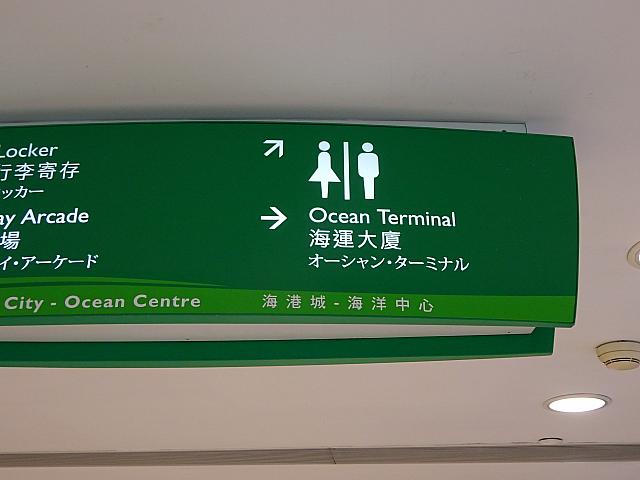 Locker
行李寄存
ッカー
ay Arcade
場
イ・アーケード
Ocean Terminal
海運大廈
オーシャン・ターミナル
City - Ocean Centre 海港城-海洋中心